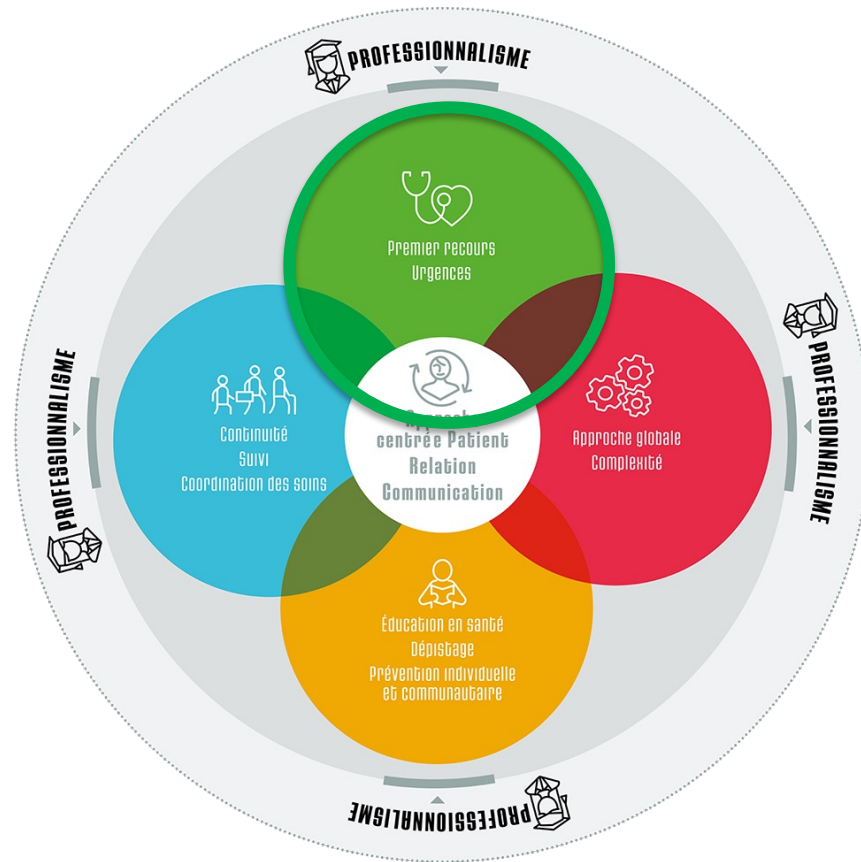 PROFESSIONNALISME
Premier recours
Urgences
PROFESSIONNALISME
PROFESSIONNALISME
Continuité
Suivi
Coordination des soins
Approche
centrée Patient
Relation
Communication
Approche globale
Complexité
Éducation en santé
Dépistage
Prévention individuelle
et communautaire
PROFESSIONNALISME